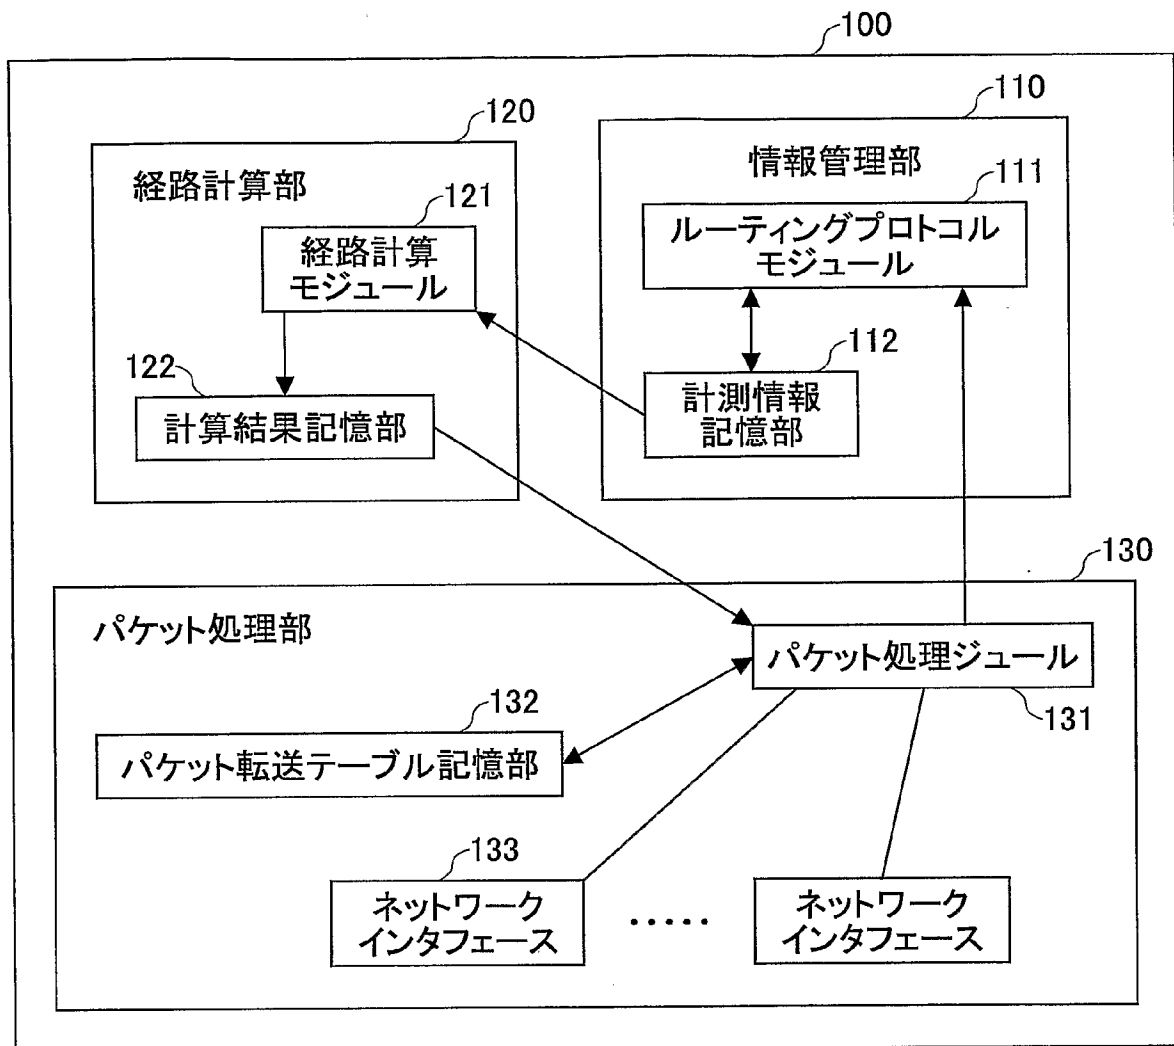 100
120
110
経路計算部
情報管理部
121
111
経路計算
モジュール
ルーティングプロトコル
モジュール
122
112
計算結果記憶部
計測情報
記憶部
130
パケット処理部
パケット処理ジュール
131
132
パケット転送テーブル記憶部
133
ネットワーク
インタフェース
.....
ネットワーク
インタフェース